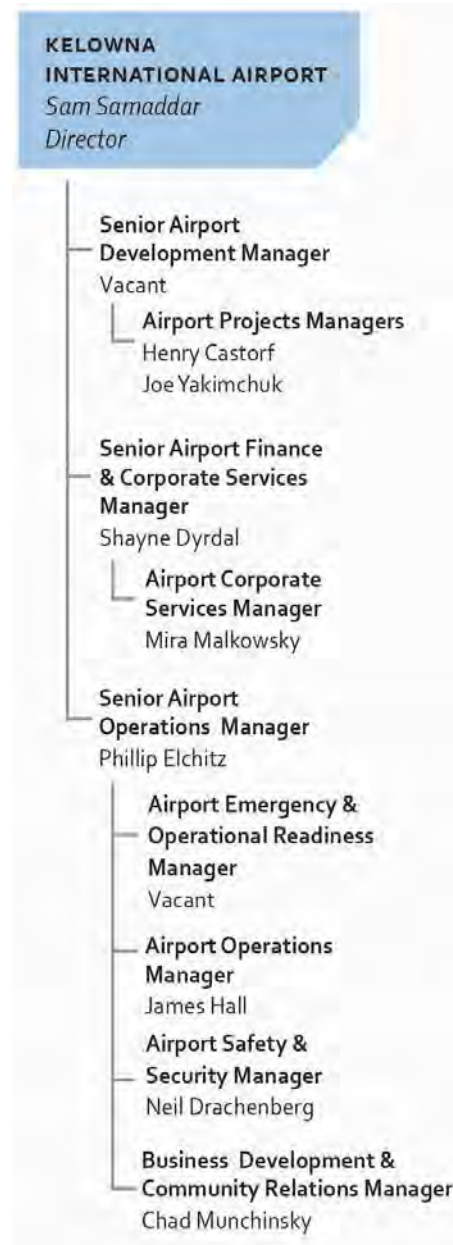 KELOWNA
INTERNATIONAL AIRPORT
Sam Samaddar
Director
Senior Airport
Development Manager
Vacant
Airport Projects Managers
Henry Castorf
Joe Yakimchuk
Senior Airport Finance
& Corporate Services
Manager
Shayne Dyrdal
Airport Corporate
Services Manager
Mira Malkowsky
Senior Airport
Operations Manager
Phillip Elchitz
Airport Emergency &
Operational Readiness
Manager
Vacant
Airport Operations
Manager
James Hall
Airport Safety &
Security Manager
Neil Drachenberg
Business Development &
Community Relations Manager
Chad Munchinsky